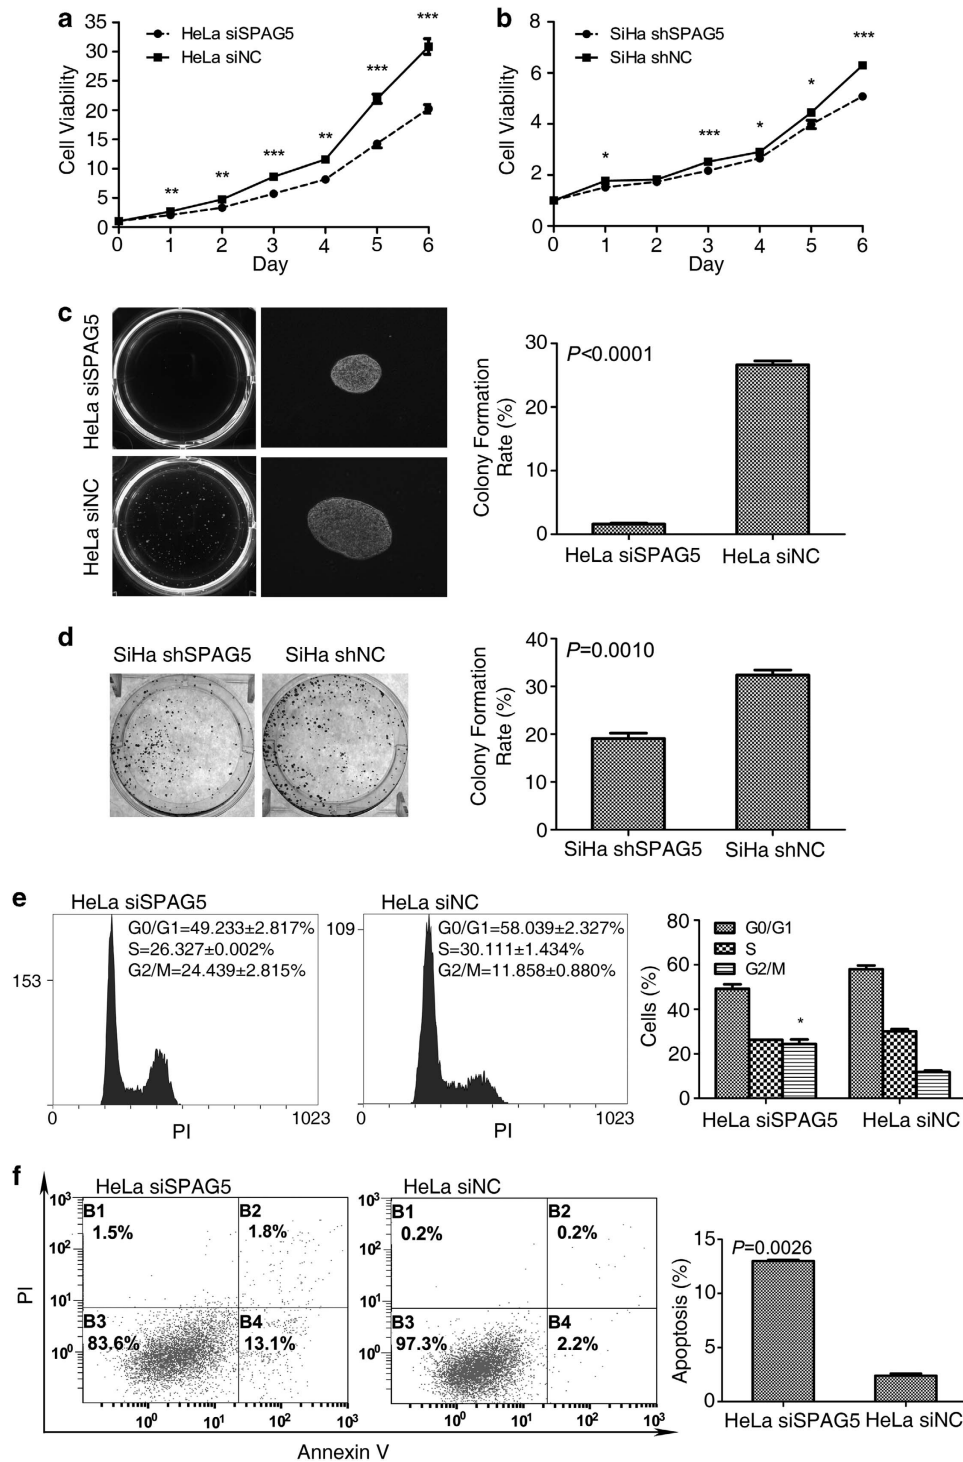 a
35
30
25
20
15
10
5
0
Cell Viability
HeLa siSPAG5
HeLa siNC
**
**
***
**
***
***
0 1 2 3 4 5 6
Day
b
8
6
4
2
0
Cell Viability
SiHa shSPAG5
SiHa shNC
*
***
*
*
***
0 1 2 3 4 5 6
Day
c
HeLa siSPAG5
HeLa siNC
Colony Formation
Rate (%)
30
20
10
0
P<0.0001
HeLa siSPAG5 HeLa siNC
d
SiHa shSPAG5 SiHa shNC
Colony Formation
Rate (%)
40
30
20
10
0
P=0.0010
SiHa shSPAG5 SiHa shNC
e
HeLa siSPAG5
G0/G1=49.233±2.817%
S=26.327±0.002%
G2/M=24.439±2.815%
153
0 1023
PI
HeLa siNC
109
G0/G1=58.039±2.327%
S=30.111±1.434%
G2/M=11.858±0.880%
0 1023
PI
Cells (%)
80
60
40
20
0
G0/G1
S
G2/M
*
HeLa siSPAG5 HeLa siNC
f
HeLa siSPAG5
PI
10³
10²
10¹
10⁰
B1
1.5%
B2
1.8%
B3
83.6%
B4
13.1%
10⁰ 10¹ 10² 10³
HeLa siNC
10³
10²
10¹
10⁰
B1
0.2%
B2
0.2%
B3
97.3%
B4
2.2%
10⁰ 10¹ 10² 10³
Annexin V
Apoptosis (%)
15
10
5
0
P=0.0026
HeLa siSPAG5 HeLa siNC